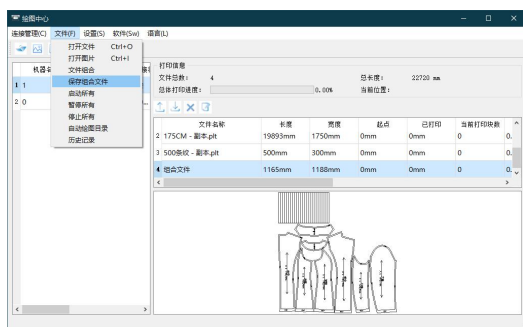 绘图中心
连接管理(C) 文件(F) 设置(S) 软件(Sw) 语言(L)
打开文件 Ctrl+O
打开图片 Ctrl+I
文件组合
保存组合文件
启动所有
暂停所有
停止所有
自动绘图目录
历史记录
机器名
1 1
2 0
打印信息
文件总数: 4 总长度: 22720 mm
总体打印进度: 0.00% 当前位置:
文件名称 长度 宽度 起点 已打印 当前打印块数
2 175CM - 副本.plt 19893mm 1750mm 0mm 0mm 0 0.
3 500条纹 - 副本.plt 500mm 300mm 0mm 0mm 0 0.
4 组合文件 1165mm 1188mm 0mm 0mm 0 0.